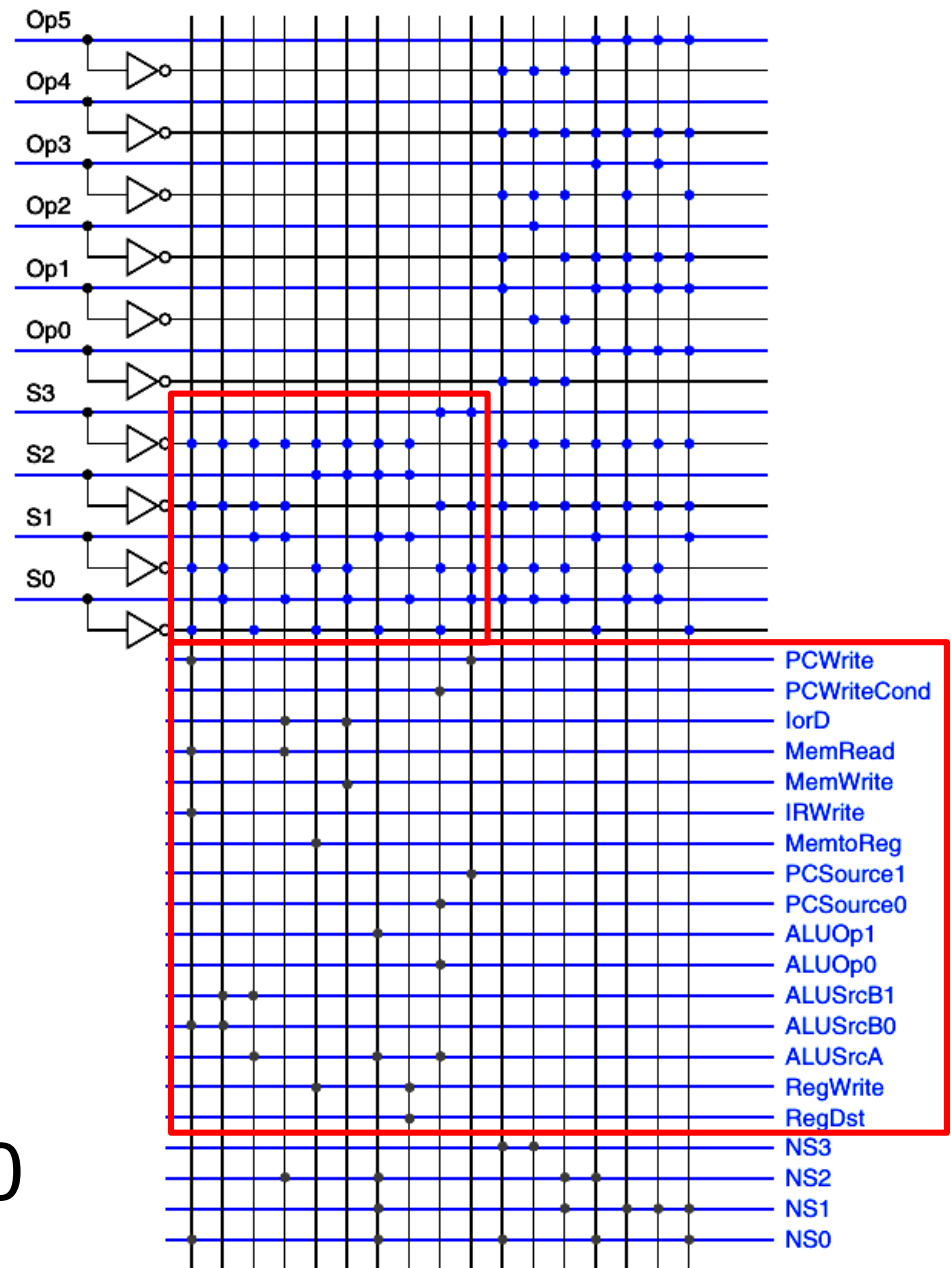 Op5
Op4
Op3
Op2
Op1
Op0
S3
S2
S1
S0
PCWrite
PCWriteCond
IorD
MemRead
MemWrite
IRWrite
MemtoReg
PCSource1
PCSource0
ALUOp1
ALUOp0
ALUSrcB1
ALUSrcB0
ALUSrcA
RegWrite
RegDst
NS3
0
NS2
NS1
NS0